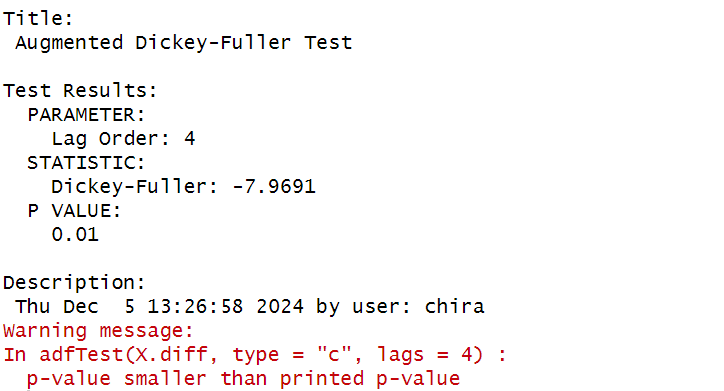 Title:
 Augmented Dickey-Fuller Test

Test Results:
  PARAMETER:
    Lag Order: 4
  STATISTIC:
    Dickey-Fuller: -7.9691
  P VALUE:
    0.01

Description:
 Thu Dec  5 13:26:58 2024 by user: chira
Warning message:
In adfTest(X.diff, type = "c", lags = 4) :
  p-value smaller than printed p-value